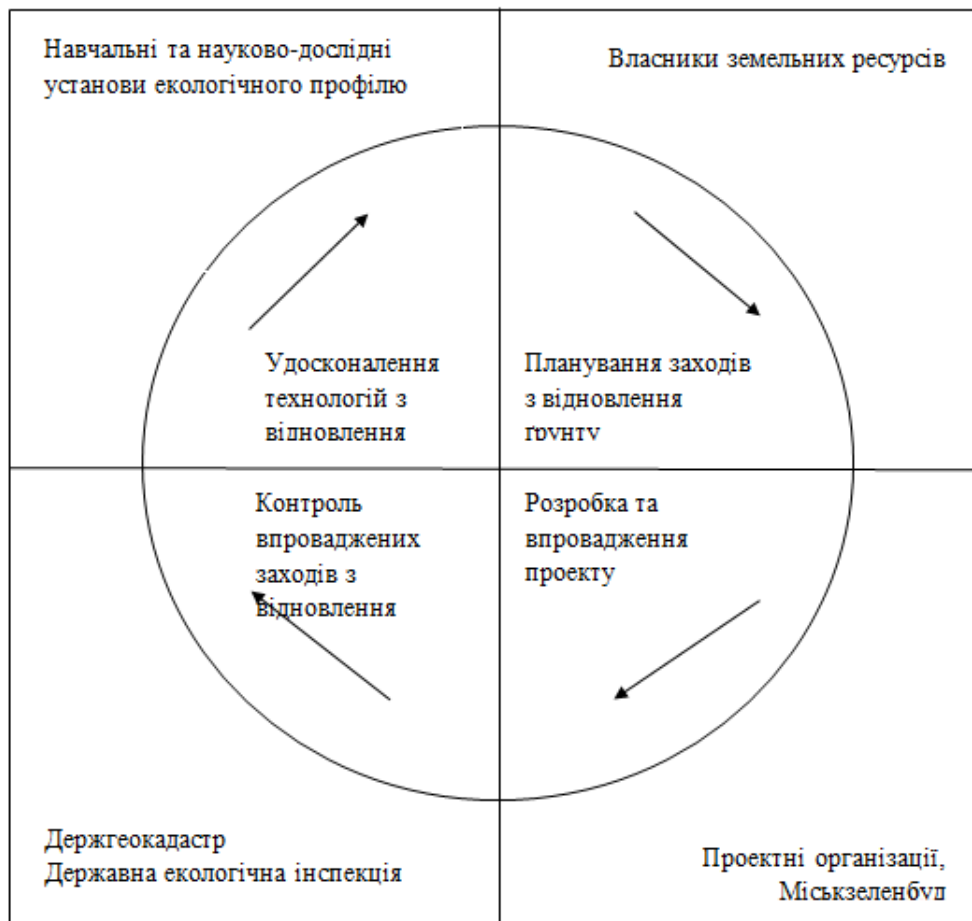 Навчальні та науково-дослідні
установи екологічного профілю
Власники земельних ресурсів
Удосконалення
технологій з
відновлення
Планування заходів
з відновлення
ґрунту
Контроль
впроваджених
заходів з
відновлення
Розробка та
впровадження
проекту
Держгеокадастр
Державна екологічна інспекція
Проектні організації,
Міськзеленбуд